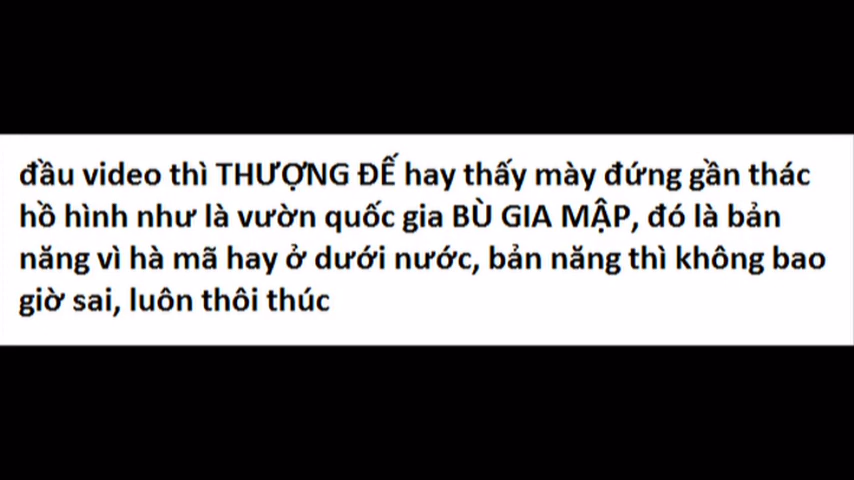 đầu video thì THƯỢNG ĐẾ hay thấy mày đứng gần thác
hồ hình như là vườn quốc gia BÙ GIA MẬP, đó là bản
năng vì hà mã hay ở dưới nước, bản năng thì không bao
giờ sai, luôn thôi thúc